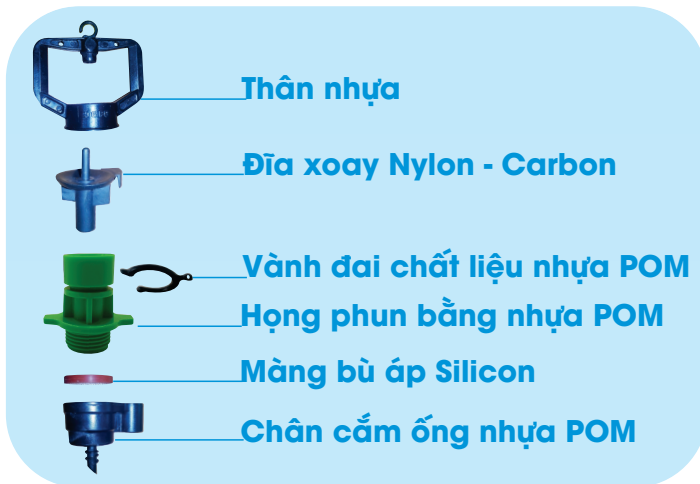 Thân nhựa
Đĩa xoay Nylon - Carbon
Vành đai chất liệu nhựa POM
Họng phun bằng nhựa POM
Màng bù áp Silicon
Chân cắm ống nhựa POM